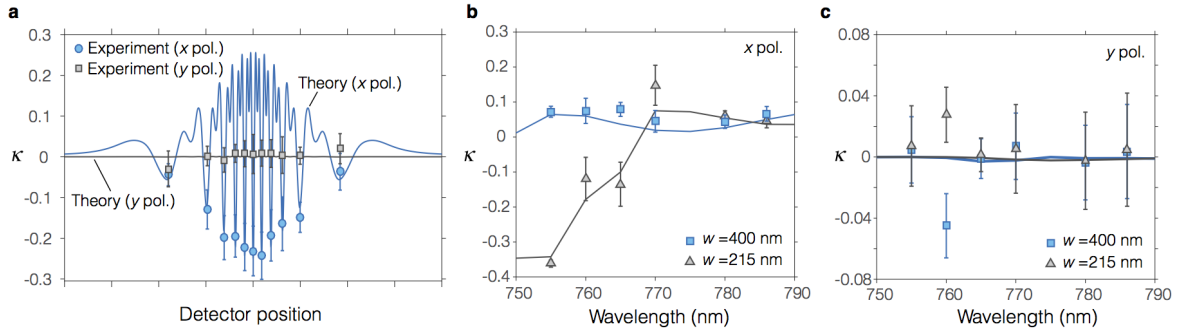 a
0.3
0.2
0.1
0
-0.1
-0.2
-0.3
κ
Experiment (x pol.)
Experiment (y pol.)
Theory (x pol.)
Theory (y pol.)
Detector position
b
0.3
0.2
0.1
0
-0.1
-0.2
-0.3
-0.4
κ
x pol.
w =400 nm
w =215 nm
750 760 770 780 790
Wavelength (nm)
c
0.08
0.04
0
-0.04
-0.08
κ
y pol.
w =400 nm
w =215 nm
750 760 770 780 790
Wavelength (nm)